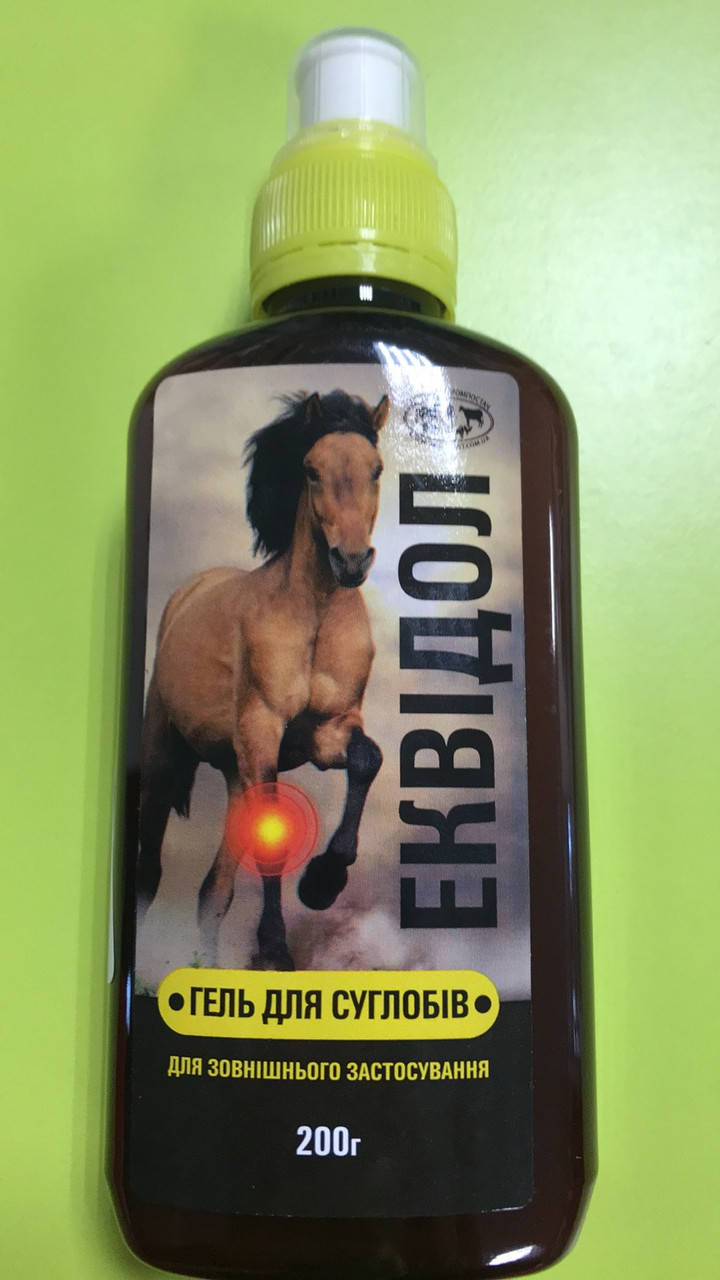 ЕКВІДОЛ
•ГЕЛЬ ДЛЯ СУГЛОБІВ•
ДЛЯ ЗОВНІШНЬОГО ЗАСТОСУВАННЯ
200г